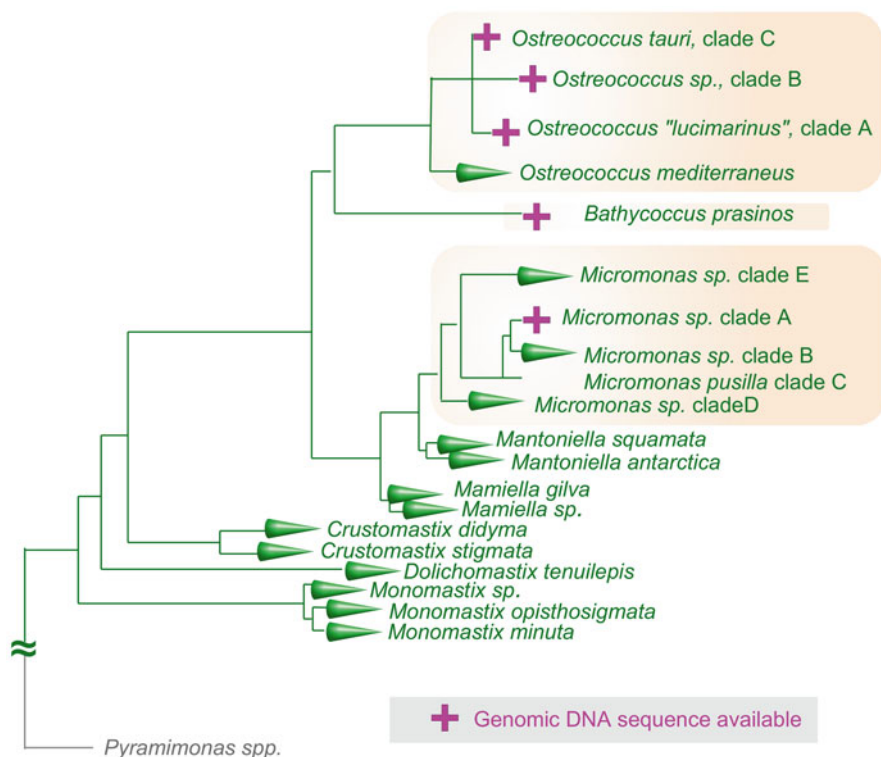 Ostreococcus tauri, clade C
Ostreococcus sp., clade B
Ostreococcus "lucimarinus", clade A
Ostreococcus mediterraneus
Bathycoccus prasinos
Micromonas sp. clade E
Micromonas sp. clade A
Micromonas sp. clade B
Micromonas pusilla clade C
Micromonas sp. cladeD
Mantoniella squamata
Mantoniella antarctica
Mamiella gilva
Mamiella sp.
Crustomastix didyma
Crustomastix stigmata
Dolichomastix tenuilepis
Monomastix sp.
Monomastix opisthosigmata
Monomastix minuta
Genomic DNA sequence available
Pyramimonas spp.